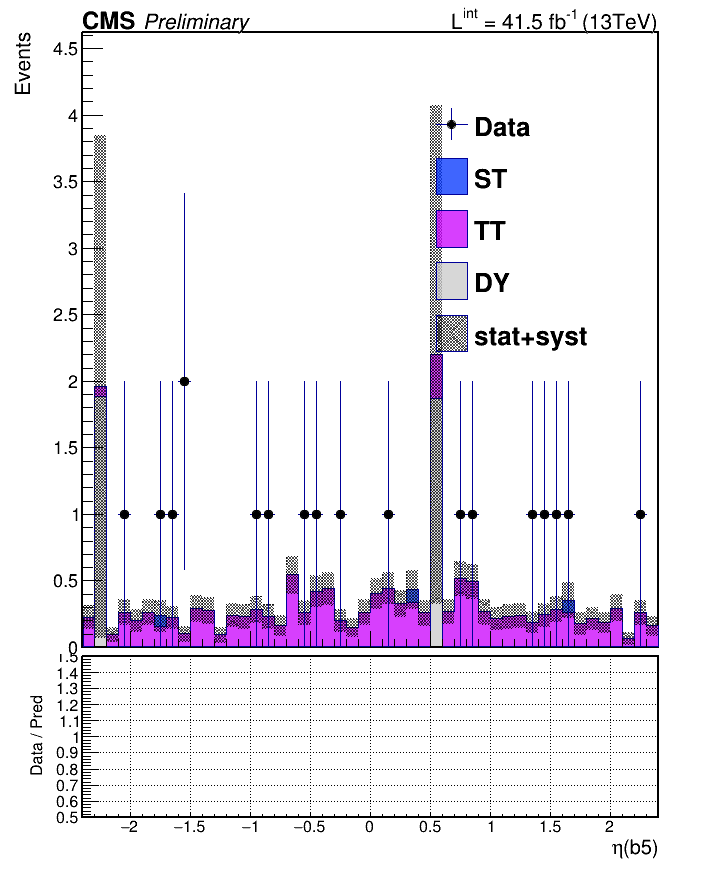 CMS Preliminary L^int = 41.5 fb^-1 (13TeV)
Events
4.5
4
3.5
3
2.5
2
1.5
1
0.5
0
Data
ST
TT
DY
stat+syst
Data / Pred
1.5
1.4
1.3
1.2
1.1
1
0.9
0.8
0.7
0.6
0.5
−2 −1.5 −1 −0.5 0 0.5 1 1.5 2
η(b5)